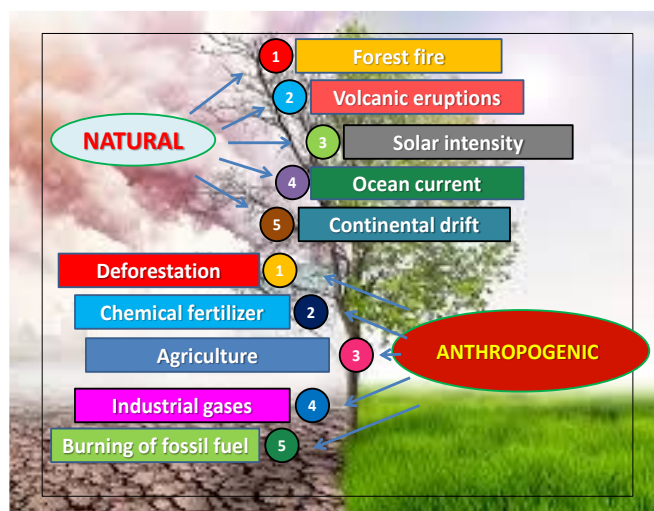 1 Forest fire
2 Volcanic eruptions
NATURAL
3 Solar intensity
4 Ocean current
5 Continental drift
Deforestation 1
Chemical fertilizer 2
Agriculture 3
ANTHROPOGENIC
Industrial gases 4
Burning of fossil fuel 5